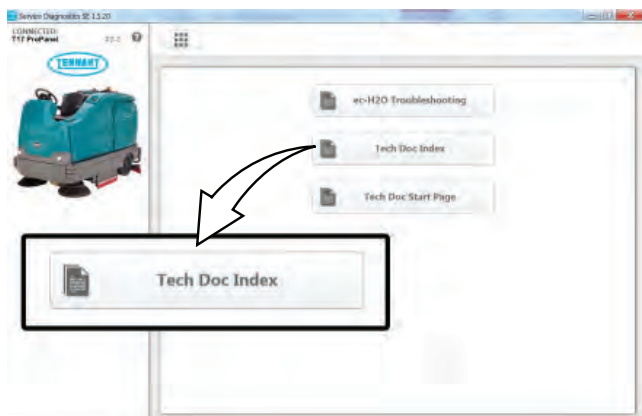 Service Diagnostics SE 1.5.20
CONNECTED:
T17 ProPanel
TENNANT
ec-H2O Troubleshooting
Tech Doc Index
Tech Doc Start Page
Tech Doc Index